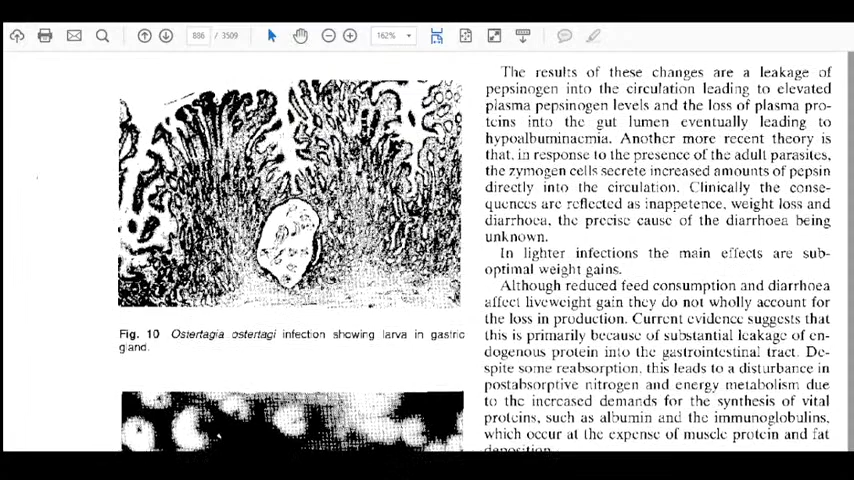 886 / 3509
162%
Fig. 10 Ostertagia ostertagi infection showing larva in gastric
gland.
The results of these changes are a leakage of
pepsinogen into the circulation leading to elevated
plasma pepsinogen levels and the loss of plasma pro-
teins into the gut lumen eventually leading to
hypoalbuminaemia. Another more recent theory is
that, in response to the presence of the adult parasites,
the zymogen cells secrete increased amounts of pepsin
directly into the circulation. Clinically the conse-
quences are reflected as inappetence, weight loss and
diarrhoea, the precise cause of the diarrhoea being
unknown.
In lighter infections the main effects are sub-
optimal weight gains.
Although reduced feed consumption and diarrhoea
affect liveweight gain they do not wholly account for
the loss in production. Current evidence suggests that
this is primarily because of substantial leakage of en-
dogenous protein into the gastrointestinal tract. De-
spite some reabsorption, this leads to a disturbance in
postabsorptive nitrogen and energy metabolism due
to the increased demands for the synthesis of vital
proteins, such as albumin and the immunoglobulins,
which occur at the expense of muscle protein and fat
deposition.